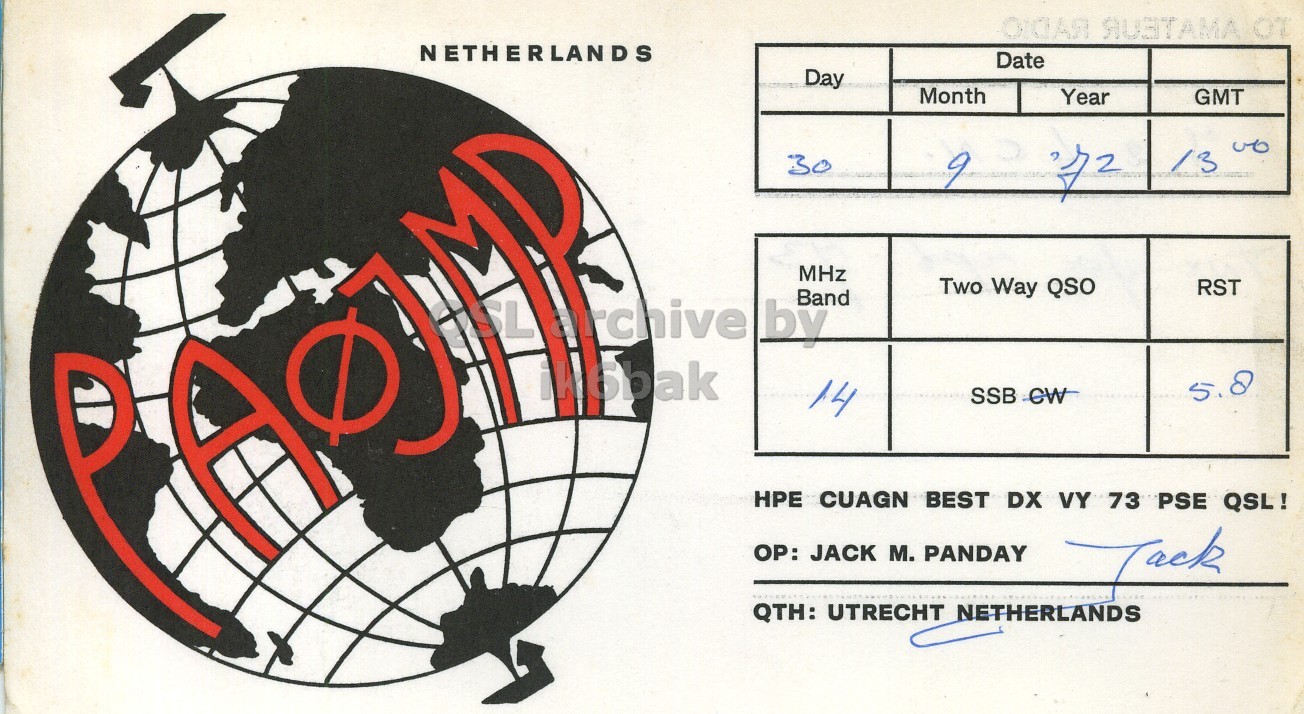 NETHERLANDS
TO AMATEUR RADIO
PAØJMP
Day Date GMT
Month Year
30 9 '72 13 00
MHz Band Two Way QSO RST
14 SSB CW 5.8
QSL archive by
ik6bak
HPE CUAGN BEST DX VY 73 PSE QSL!
OP: JACK M. PANDAY Jack
QTH: UTRECHT NETHERLANDS